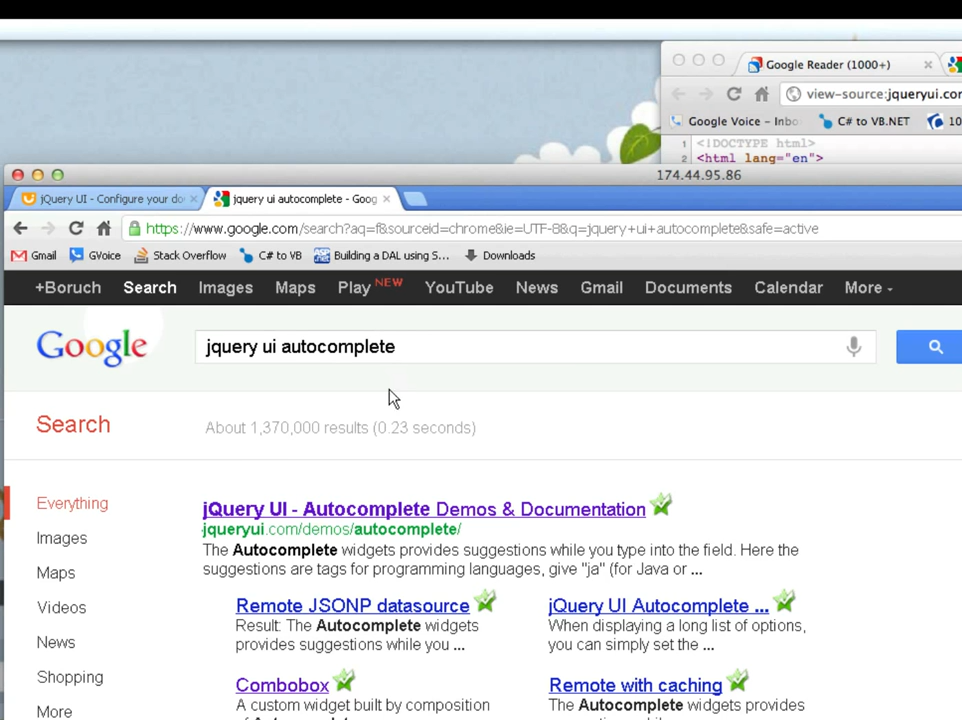 Google Reader (1000+)
view-source:jqueryui.co
Google Voice - Inbo
C# to VB.NET
10
1 <!DOCTYPE html>
2 <html lang="en">
174.44.95.86
jQuery UI - Configure your do
jquery ui autocomplete - Goog
https://www.google.com/search?aq=f&sourceid=chrome&ie=UTF-8&q=jquery+ui+autocomplete&safe=active
Gmail GVoice Stack Overflow C# to VB Building a DAL using S... Downloads
+Boruch Search Images Maps Play NEW YouTube News Gmail Documents Calendar More
Google
jquery ui autocomplete
Search
About 1,370,000 results (0.23 seconds)
Everything
Images
Maps
Videos
News
Shopping
More
jQuery UI - Autocomplete Demos & Documentation
jqueryui.com/demos/autocomplete/
The Autocomplete widgets provides suggestions while you type into the field. Here the
suggestions are tags for programming languages, give "ja" (for Java or ...
Remote JSONP datasource
Result: The Autocomplete widgets
provides suggestions while you ...
jQuery UI Autocomplete ...
When displaying a long list of options,
you can simply set the ...
Combobox
A custom widget built by composition
Remote with caching
The Autocomplete widgets provides